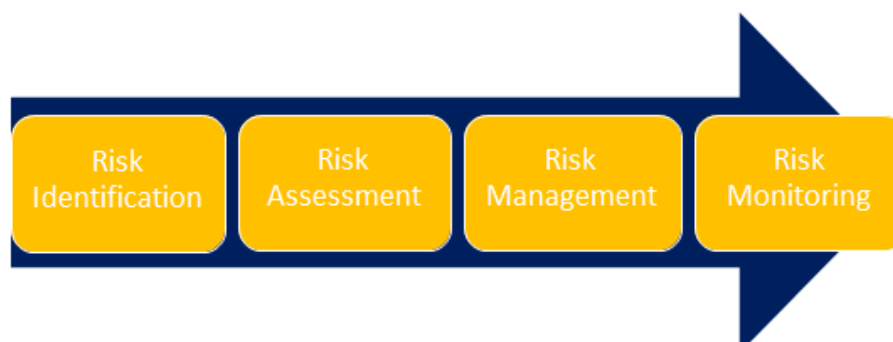 Risk
Identification
Risk
Assessment
Risk
Management
Risk
Monitoring